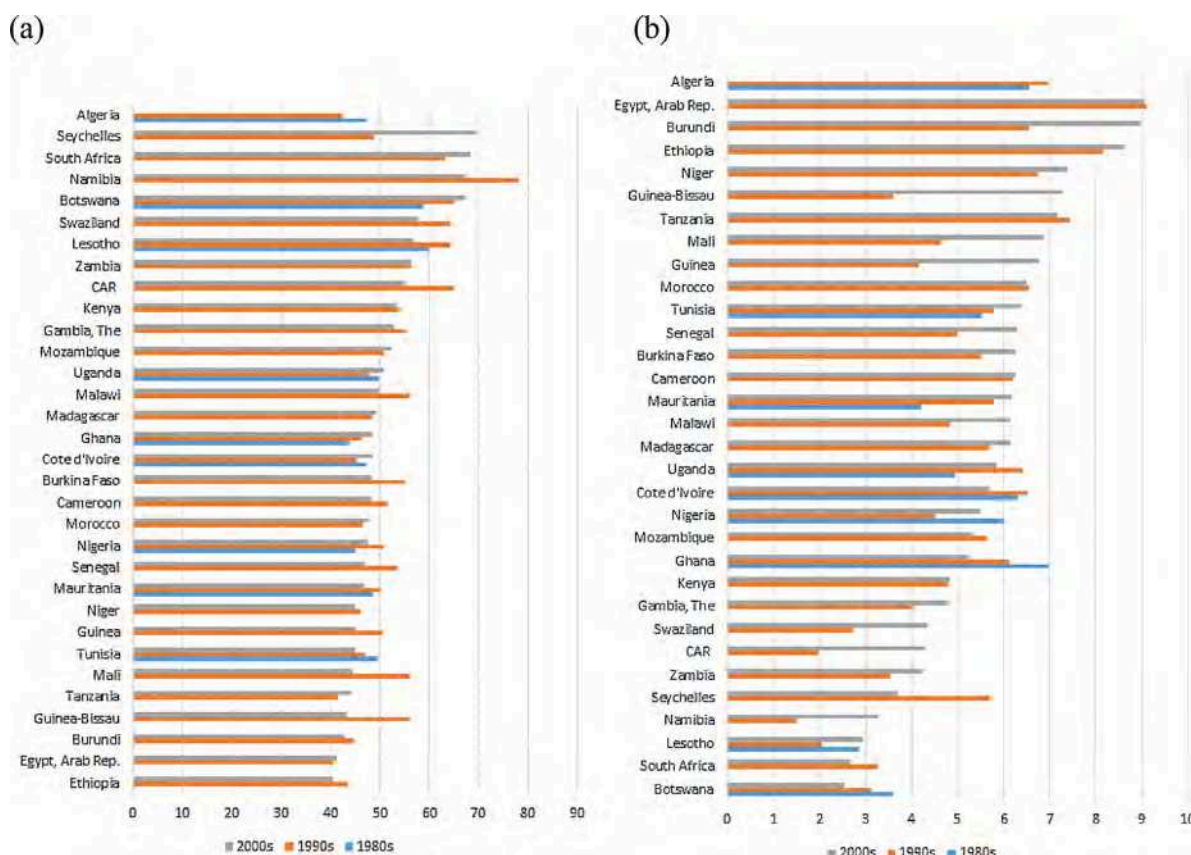 (a)
Algeria
Seychelles
South Africa
Namibia
Botswana
Swaziland
Lesotho
Zambia
CAR
Kenya
Gambia, The
Mozambique
Uganda
Malawi
Madagascar
Ghana
Cote d'Ivoire
Burkina Faso
Cameroon
Morocco
Nigeria
Senegal
Mauritania
Niger
Guinea
Tunisia
Mali
Tanzania
Guinea-Bissau
Burundi
Egypt, Arab Rep.
Ethiopia
0 10 20 30 40 50 60 70 80 90
2000s 1990s 1980s
(b)
Algeria
Egypt, Arab Rep.
Burundi
Ethiopia
Niger
Guinea-Bissau
Tanzania
Mali
Guinea
Morocco
Tunisia
Senegal
Burkina Faso
Cameroon
Mauritania
Malawi
Madagascar
Uganda
Cote d'Ivoire
Nigeria
Mozambique
Ghana
Kenya
Gambia, The
Swaziland
CAR
Zambia
Seychelles
Namibia
Lesotho
South Africa
Botswana
0 1 2 3 4 5 6 7 8 9 10
2000s 1990s 1980s